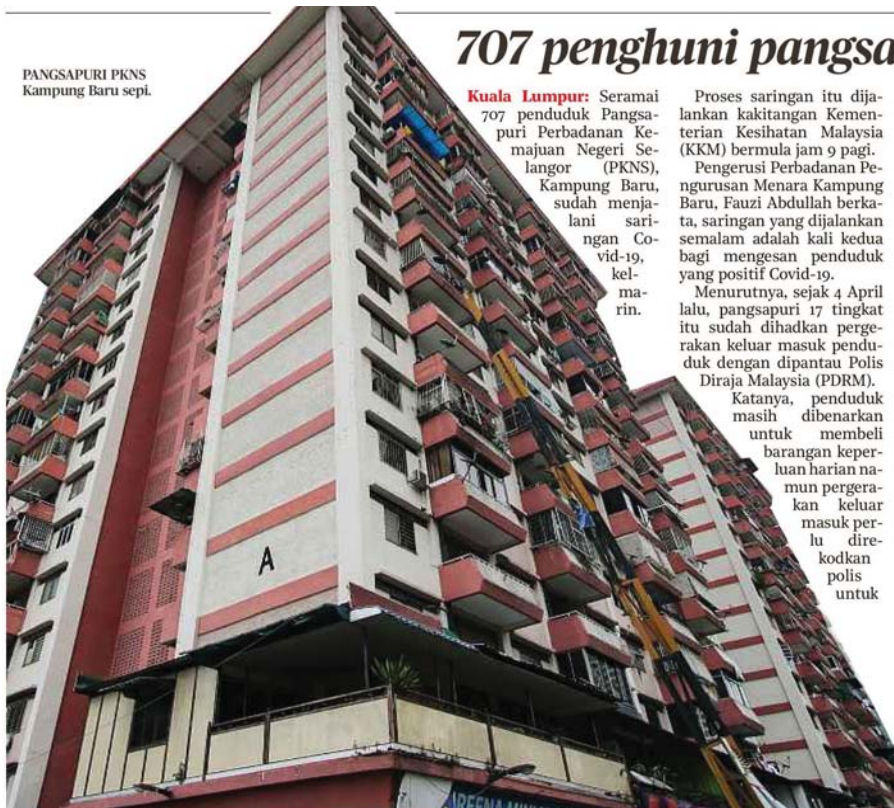 707 penghuni pangsa
PANGSAPURI PKNS
Kampung Baru sepi.
Kuala Lumpur: Seramai
707 penduduk Pangsa-
puri Perbadanan Ke-
majuan Negeri Se-
langor (PKNS),
Kampung Baru,
sudah menja-
lani sari-
ngan Co-
vid-19,
kel-
ma-
rin.
Proses saringan itu dija-
lankan kakitangan Kemen-
terian Kesihatan Malaysia
(KKM) bermula jam 9 pagi.
Pengerusi Perbadanan Pe-
ngurusan Menara Kampung
Baru, Fauzi Abdullah berka-
ta, saringan yang dijalankan
semalam adalah kali kedua
bagi mengesan penduduk
yang positif Covid-19.
Menurutnya, sejak 4 April
lalu, pangsapuri 17 tingkat
itu sudah dihadkan perge-
rakan keluar masuk pendu-
duk dengan dipantau Polis
Diraja Malaysia (PDRM).
Katanya, penduduk
masih dibenarkan
untuk membeli
barangan keper-
luan harian na-
mun pergera-
kan keluar
masuk per-
lu dire-
kodkan
polis
untuk
A